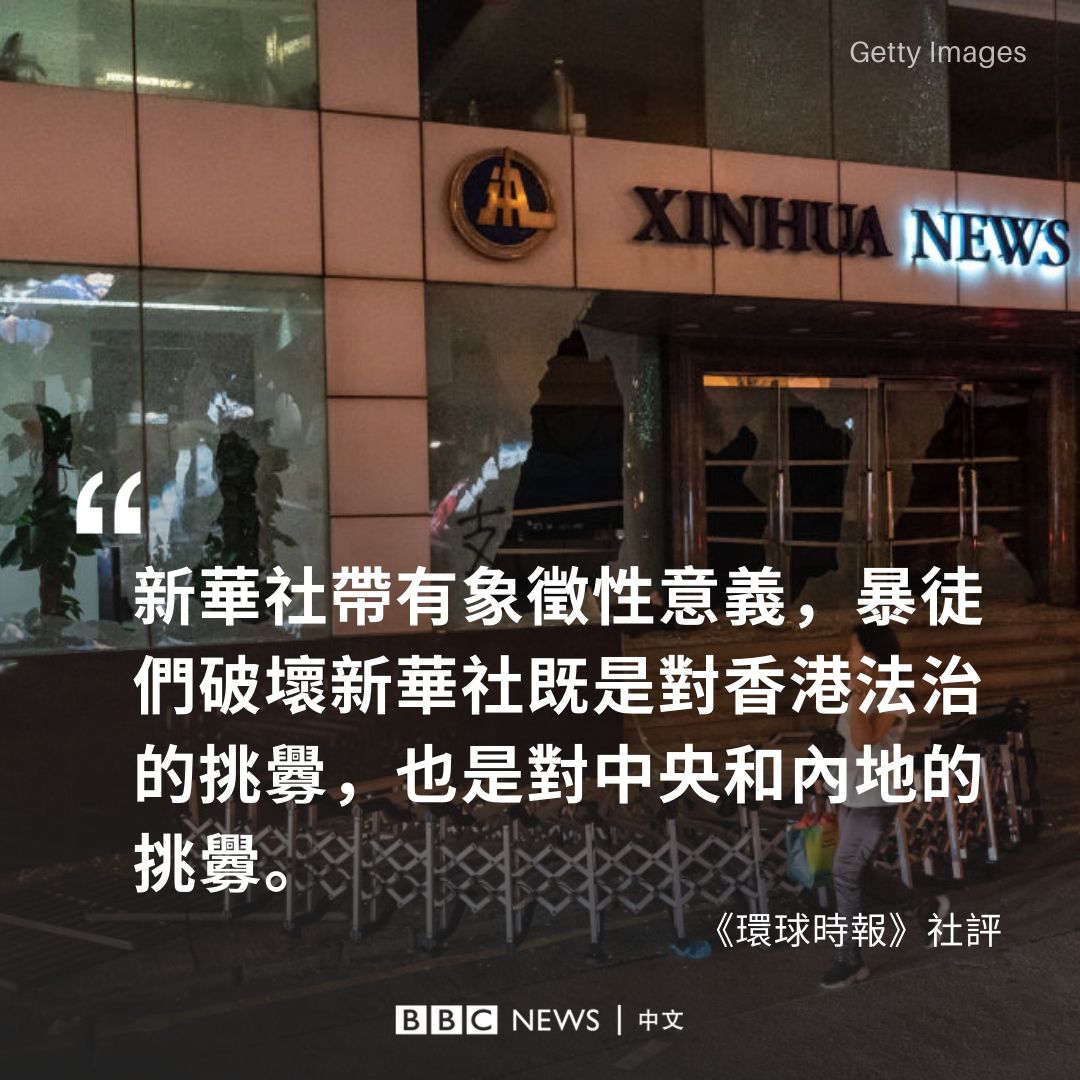 Getty Images
XINHUA NEWS
支
“
新華社帶有象徵性意義，暴徒
們破壞新華社既是對香港法治
的挑釁，也是對中央和內地的
挑釁。
《環球時報》社評
BBC NEWS | 中文